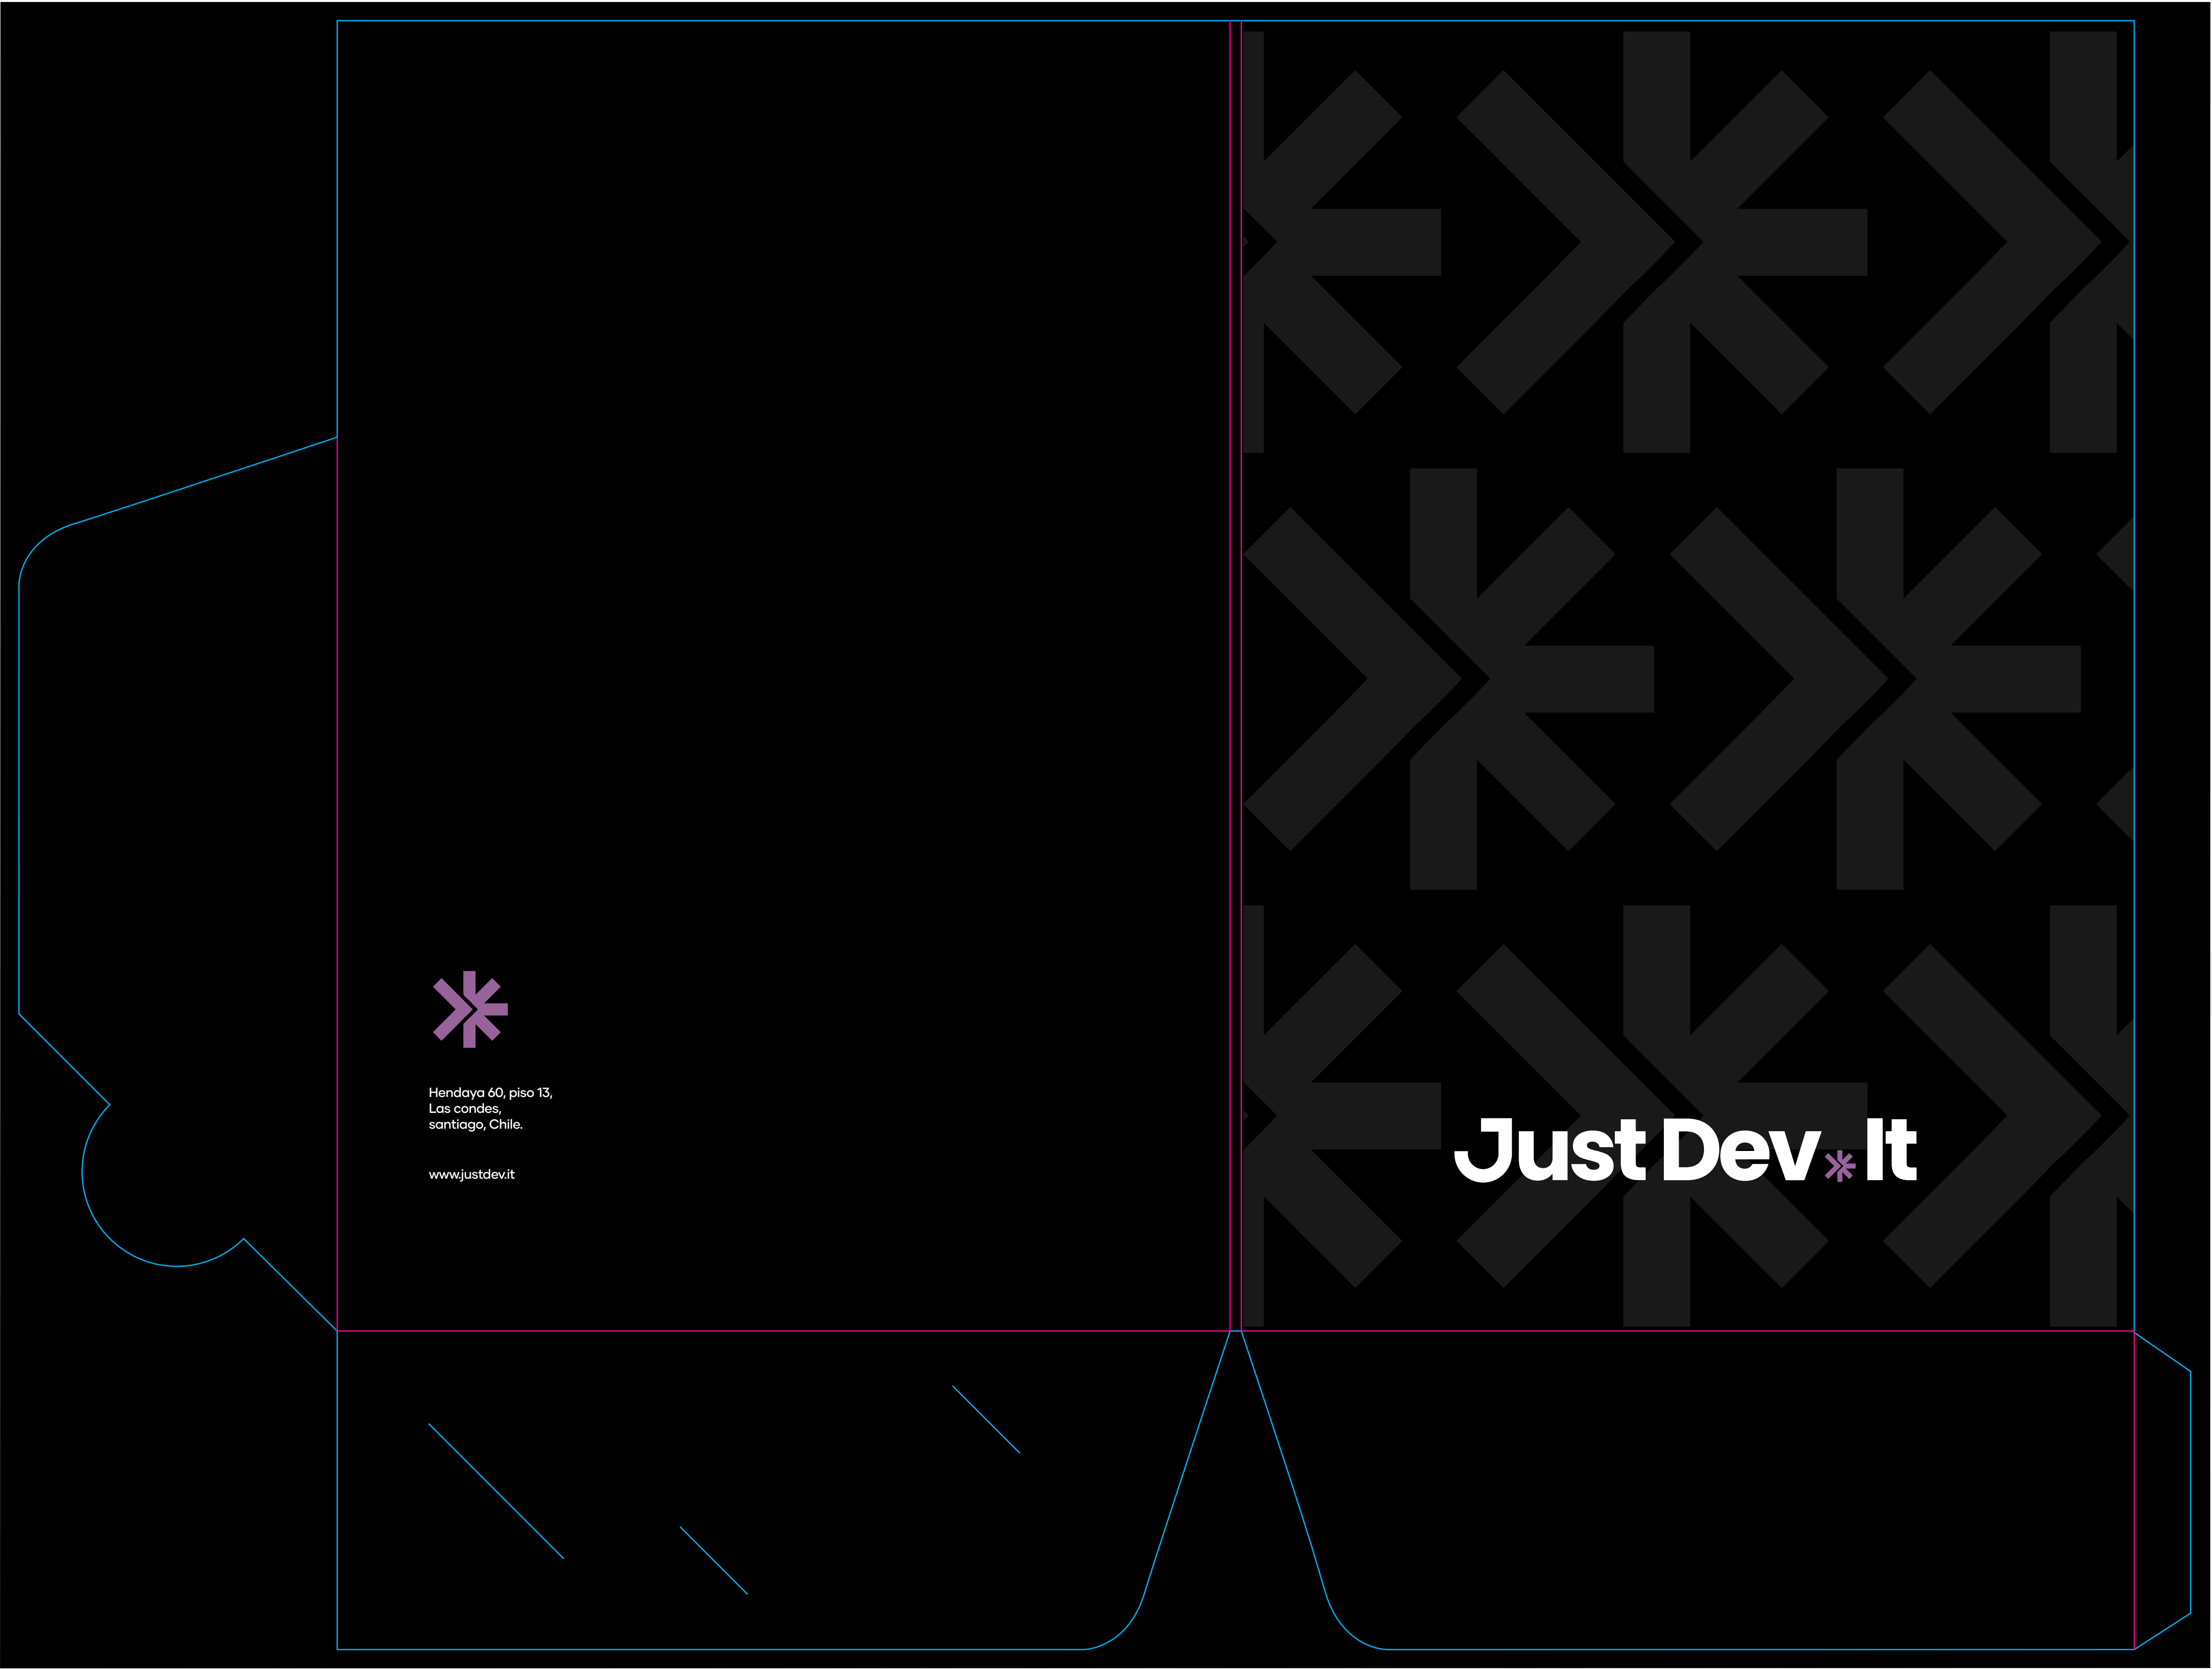 Hendaya 60, piso 13,
Las condes,
santiago, Chile.
www.justdev.it
Just Dev It